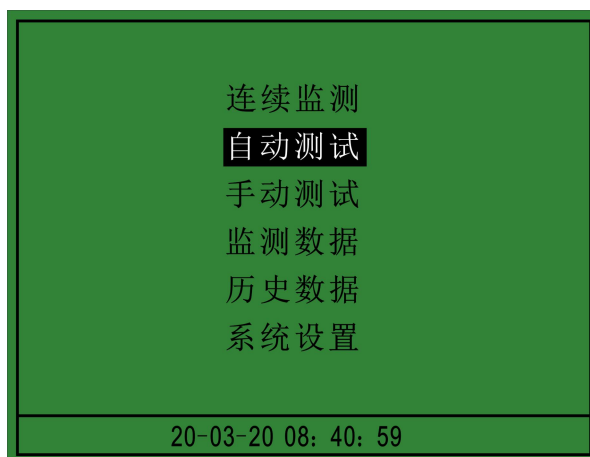 连续监测
自动测试
手动测试
监测数据
历史数据
系统设置
20-03-20 08: 40: 59